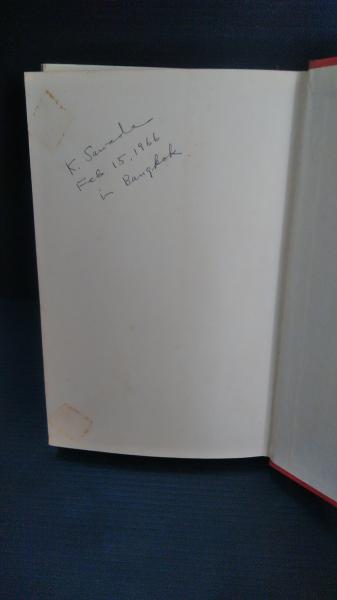 K. Sawada
Feb 15, 1966
in Bangkok